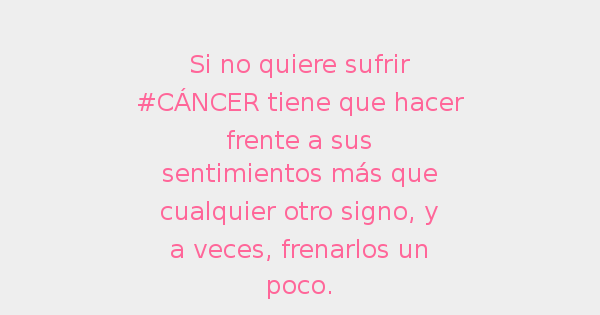 Si no quiere sufrir
#CÁNCER tiene que hacer
frente a sus
sentimientos más que
cualquier otro signo, y
a veces, frenarlos un
poco.